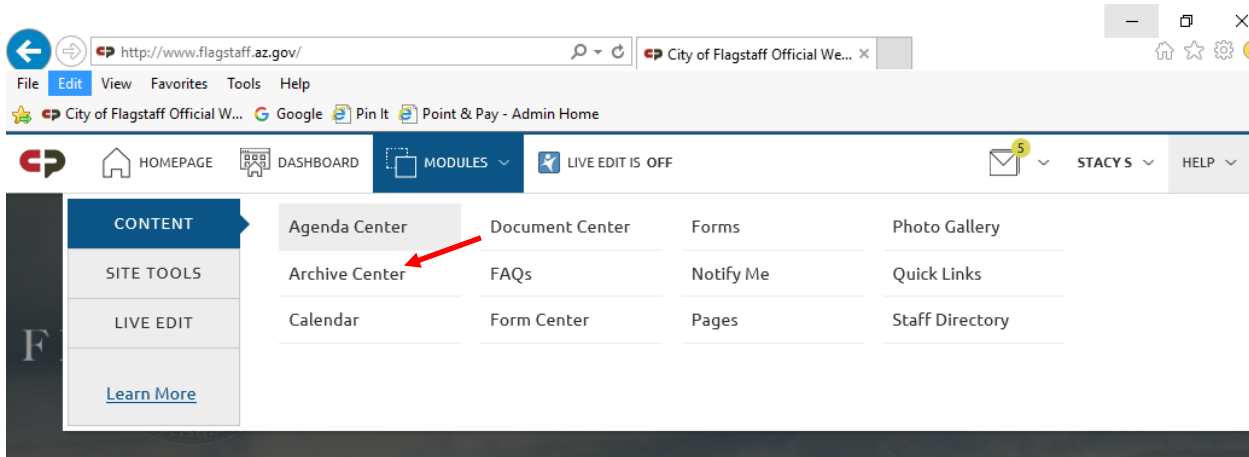 http://www.flagstaff.az.gov/ City of Flagstaff Official We...
File Edit View Favorites Tools Help
City of Flagstaff Official W... Google Pin It Point & Pay - Admin Home
HOMEPAGE DASHBOARD MODULES LIVE EDIT IS OFF 5 STACY S HELP
CONTENT Agenda Center Document Center Forms Photo Gallery
SITE TOOLS Archive Center FAQs Notify Me Quick Links
LIVE EDIT Calendar Form Center Pages Staff Directory
F
Learn More